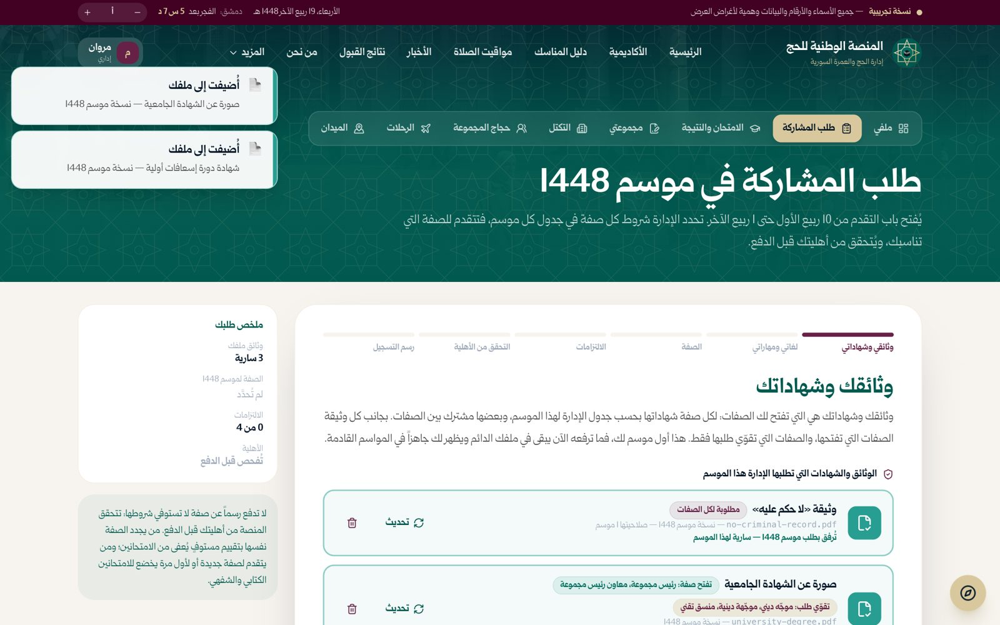 نسخة تجريبية — جميع الأسماء والأرقام والبيانات وهمية لأغراض العرض
الأربعاء، 19 ربيع الآخر 1448 هـ
دمشق: الفجر بعد 5 س 7 د
− أ +
المنصة الوطنية للحج
إدارة الحج والعمرة السورية
الرئيسية
الأكاديمية
دليل المناسك
مواقيت الصلاة
الأخبار
نتائج القبول
من نحن
المزيد
م
مروان
إداري
أُضيفت إلى ملفك
صورة عن الشهادة الجامعية — نسخة موسم 1448
أُضيفت إلى ملفك
شهادة دورة إسعافات أولية — نسخة موسم 1448
ملفي
طلب المشاركة
الامتحان والنتيجة
مجموعتي
التكتل
حجاج المجموعة
الرحلات
الميدان
طلب المشاركة في موسم 1448
يُفتح باب التقدم من 10 ربيع الأول حتى 1 ربيع الآخر. تحدد الإدارة شروط كل صفة في جدول كل موسم، فتتقدم للصفة التي
تناسبك، ويُتحقق من أهليتك قبل الدفع.
وثائقي وشهاداتي
لغاتي ومهاراتي
الصفة
الالتزامات
التحقق من الأهلية
رسم التسجيل
وثائقك وشهاداتك
وثائقك وشهاداتك هي التي تفتح لك الصفات: لكل صفة شهاداتها بحسب جدول الإدارة لهذا الموسم، وبعضها مشترك بين الصفات. بجانب كل وثيقة
الصفات التي تفتحها، والصفات التي تقوّي طلبها فقط. هذا أول موسم لك، فما ترفعه الآن يبقى في ملفك الدائم ويظهر لك جاهزاً في المواسم القادمة.
الوثائق والشهادات التي تطلبها الإدارة هذا الموسم
وثيقة «لا حكم عليه» مطلوبة لكل الصفات
no-criminal-record.pdf — نسخة موسم 1448 — صلاحيتها 1 موسم
تُرفق بطلب موسم 1448 — سارية لهذا الموسم
تحديث
صورة عن الشهادة الجامعية تفتح صفة: رئيس مجموعة، معاون رئيس مجموعة
تقوّي طلب: موجّه ديني، موجّهة دينية، منسق تقني
university-degree.pdf — نسخة موسم 1448
تحديث
ملخص طلبك
وثائق ملفك
3 سارية
الصفة لموسم 1448
لم تُحدَّد
الالتزامات
0 من 4
الأهلية
تُفحص قبل الدفع
لا تدفع رسماً عن صفة لا تستوفي شروطها: تتحقق
المنصة من أهليتك قبل الدفع. من يجدد الصفة
نفسها بتقييم مستوفٍ يُعفى من الامتحانين؛ ومن
يتقدم لصفة جديدة أو لأول مرة يخضع للامتحانين
الكتابي والشفهي.